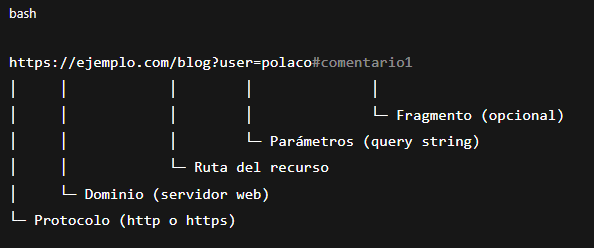 bash
https://ejemplo.com/blog?user=polaco#comentario1
Fragmento (opcional)
Parámetros (query string)
Ruta del recurso
Dominio (servidor web)
Protocolo (http o https)